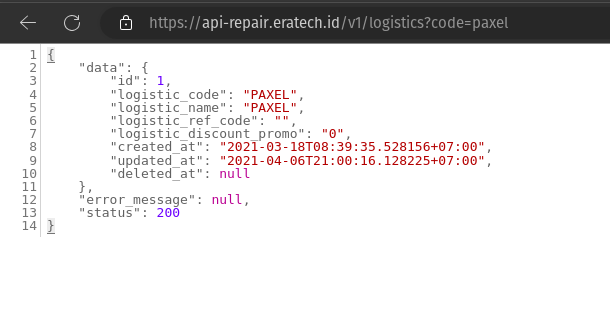 https://api-repair.eratech.id/v1/logistics?code=paxel
1 {
2     "data": {
3         "id": 1,
4         "logistic_code": "PAXEL",
5         "logistic_name": "PAXEL",
6         "logistic_ref_code": "",
7         "logistic_discount_promo": "0",
8         "created_at": "2021-03-18T08:39:35.528156+07:00",
9         "updated_at": "2021-04-06T21:00:16.128225+07:00",
10         "deleted_at": null
11     },
12     "error_message": null,
13     "status": 200
14 }